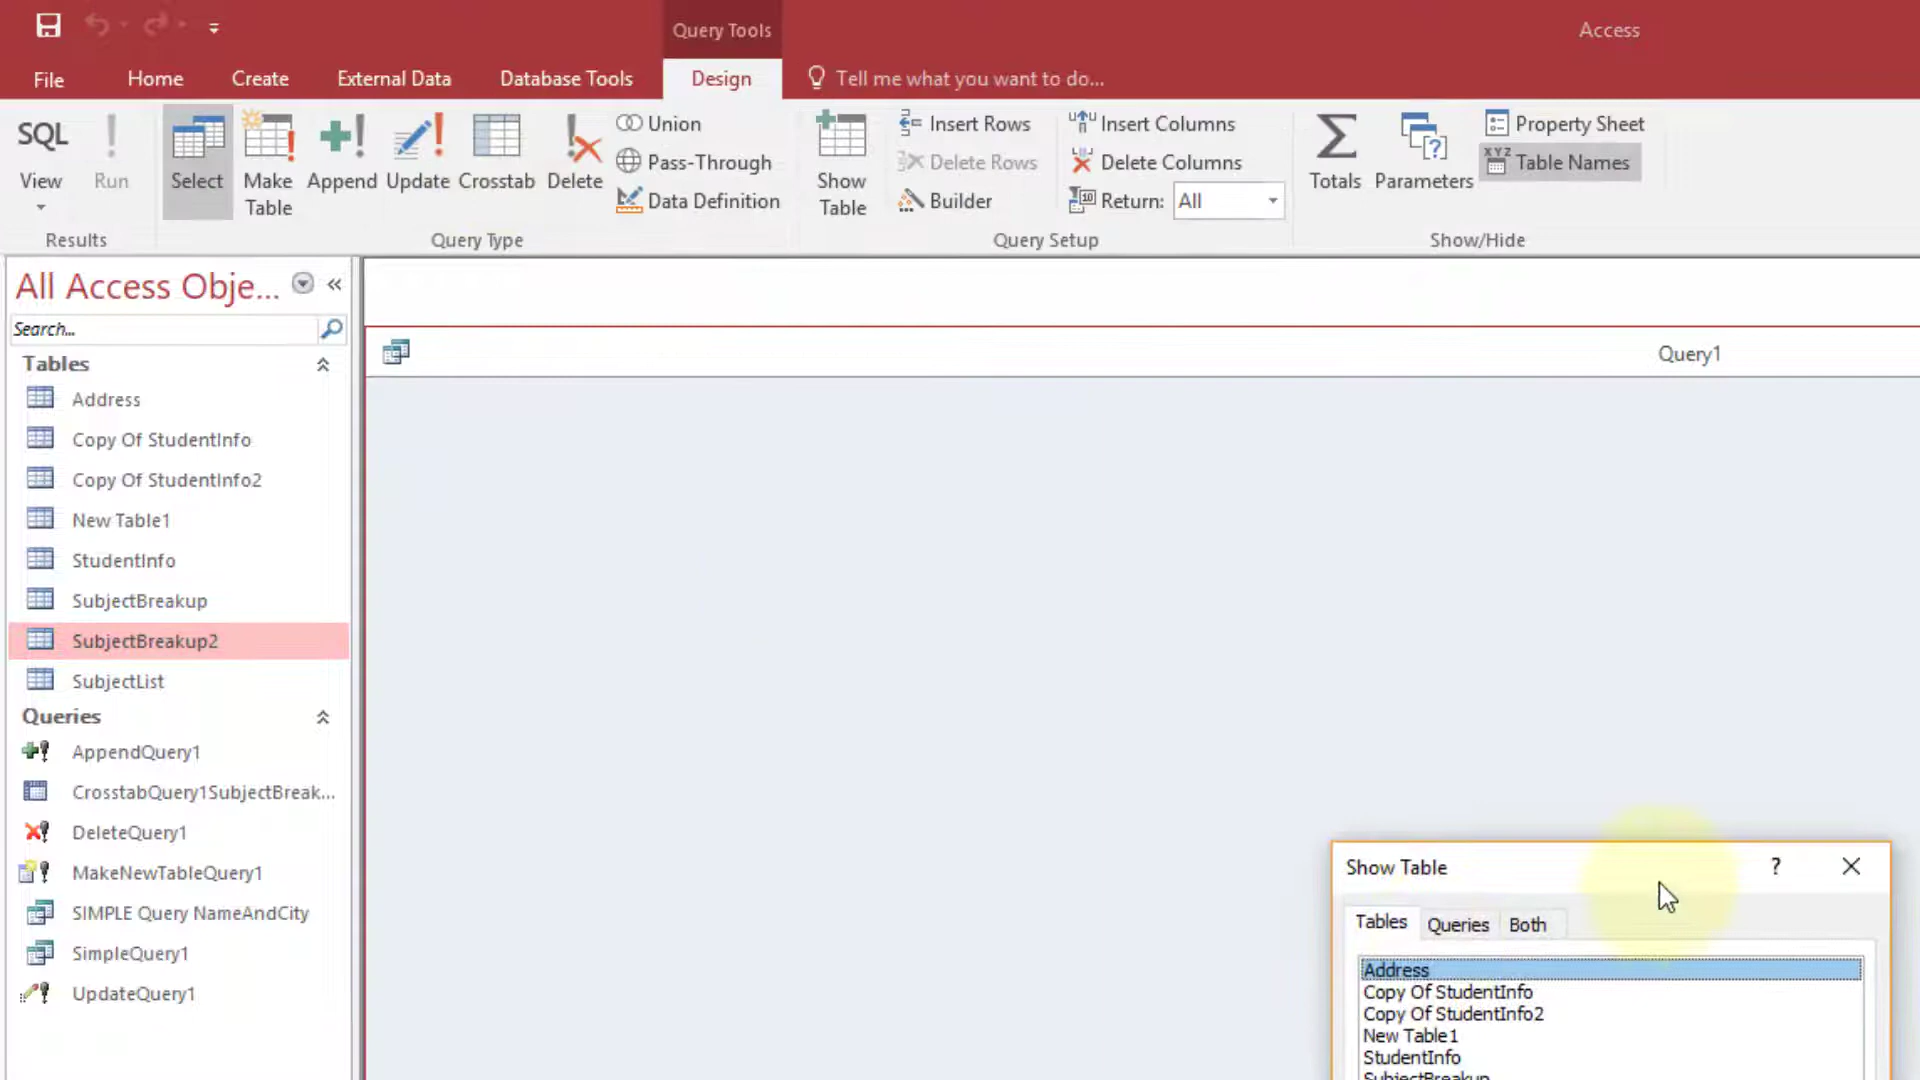 Query Tools
Access
File
Home
Create
External Data
Database Tools
Design
Tell me what you want to do...
SQL
View
Run
Results
Select
Make Table
Append
Update
Crosstab
Delete
Union
Pass-Through
Data Definition
Query Type
Show Table
Insert Rows
Delete Rows
Builder
Insert Columns
Delete Columns
Return: All
Query Setup
Totals
Parameters
Property Sheet
XYZ Table Names
Show/Hide
All Access Obje...
Search...
Tables
Address
Copy Of StudentInfo
Copy Of StudentInfo2
New Table1
StudentInfo
SubjectBreakup
SubjectBreakup2
SubjectList
Queries
AppendQuery1
CrosstabQuery1SubjectBreak...
DeleteQuery1
MakeNewTableQuery1
SIMPLE Query NameAndCity
SimpleQuery1
UpdateQuery1
Query1
Show Table
Tables
Queries
Both
Address
Copy Of StudentInfo
Copy Of StudentInfo2
New Table1
StudentInfo
SubjectBreakup